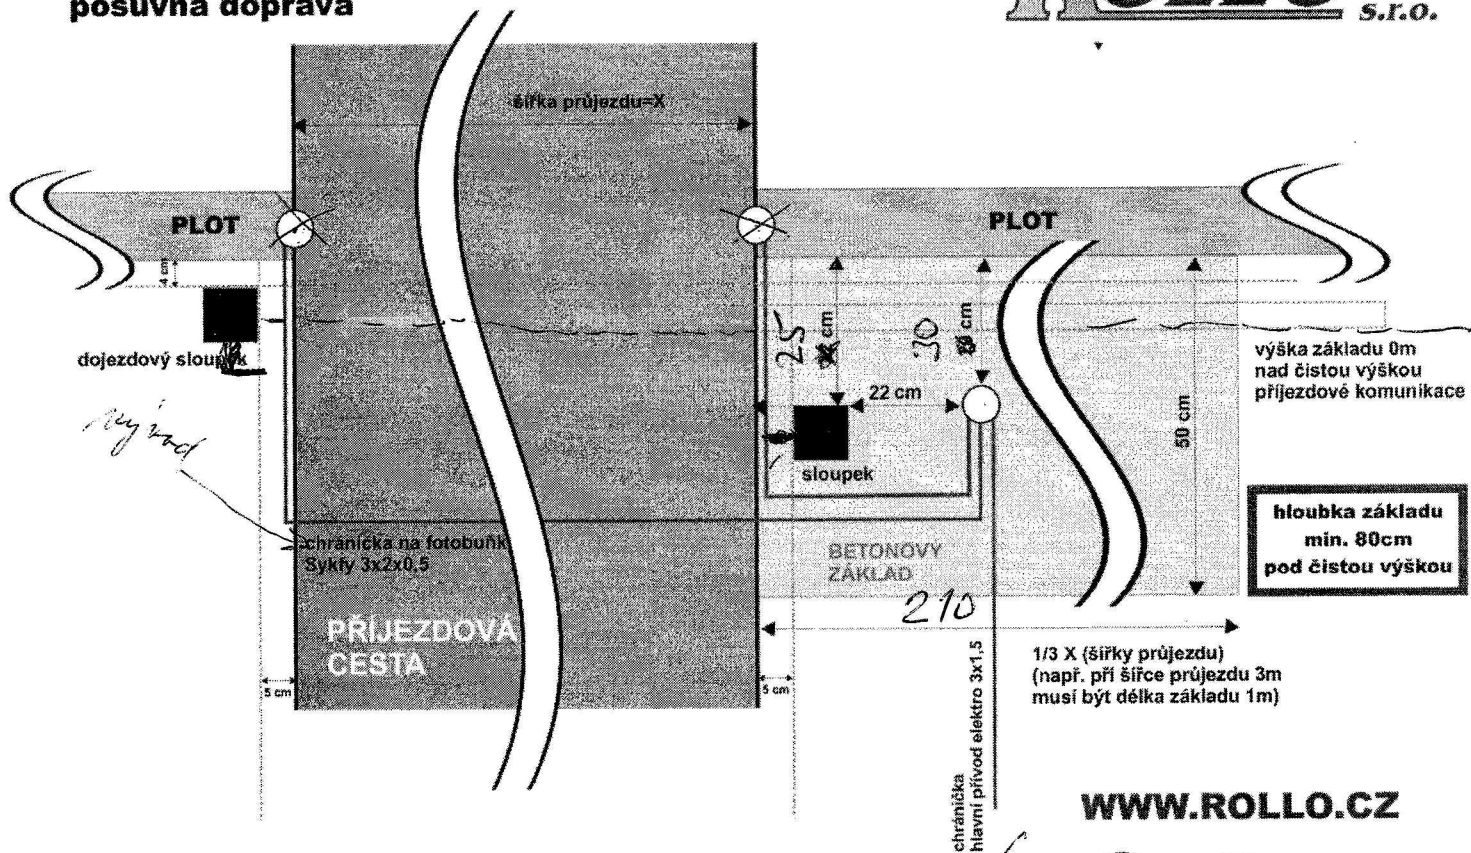 posuvná doprava
ROLLO
s.r.o.
šířka průjezdu=X
PLOT
PLOT
4 cm
25
cm
30
cm
dojezdový sloupek
výška základu 0m
nad čistou výškou
příjezdové komunikace
22 cm
50 cm
vývod
sloupek
hloubka základu
min. 80cm
pod čistou výškou
chránička na fotobuňk
Sykfy 3x2x0,5
BETONOVÝ
ZÁKLAD
210
PŘÍJEZDOVÁ
CESTA
1/3 X (šířky průjezdu)
(např. při šířce průjezdu 3m
musí být délka základu 1m)
5 cm
5 cm
chránička
hlavní přívod elektro 3x1,5
WWW.ROLLO.CZ